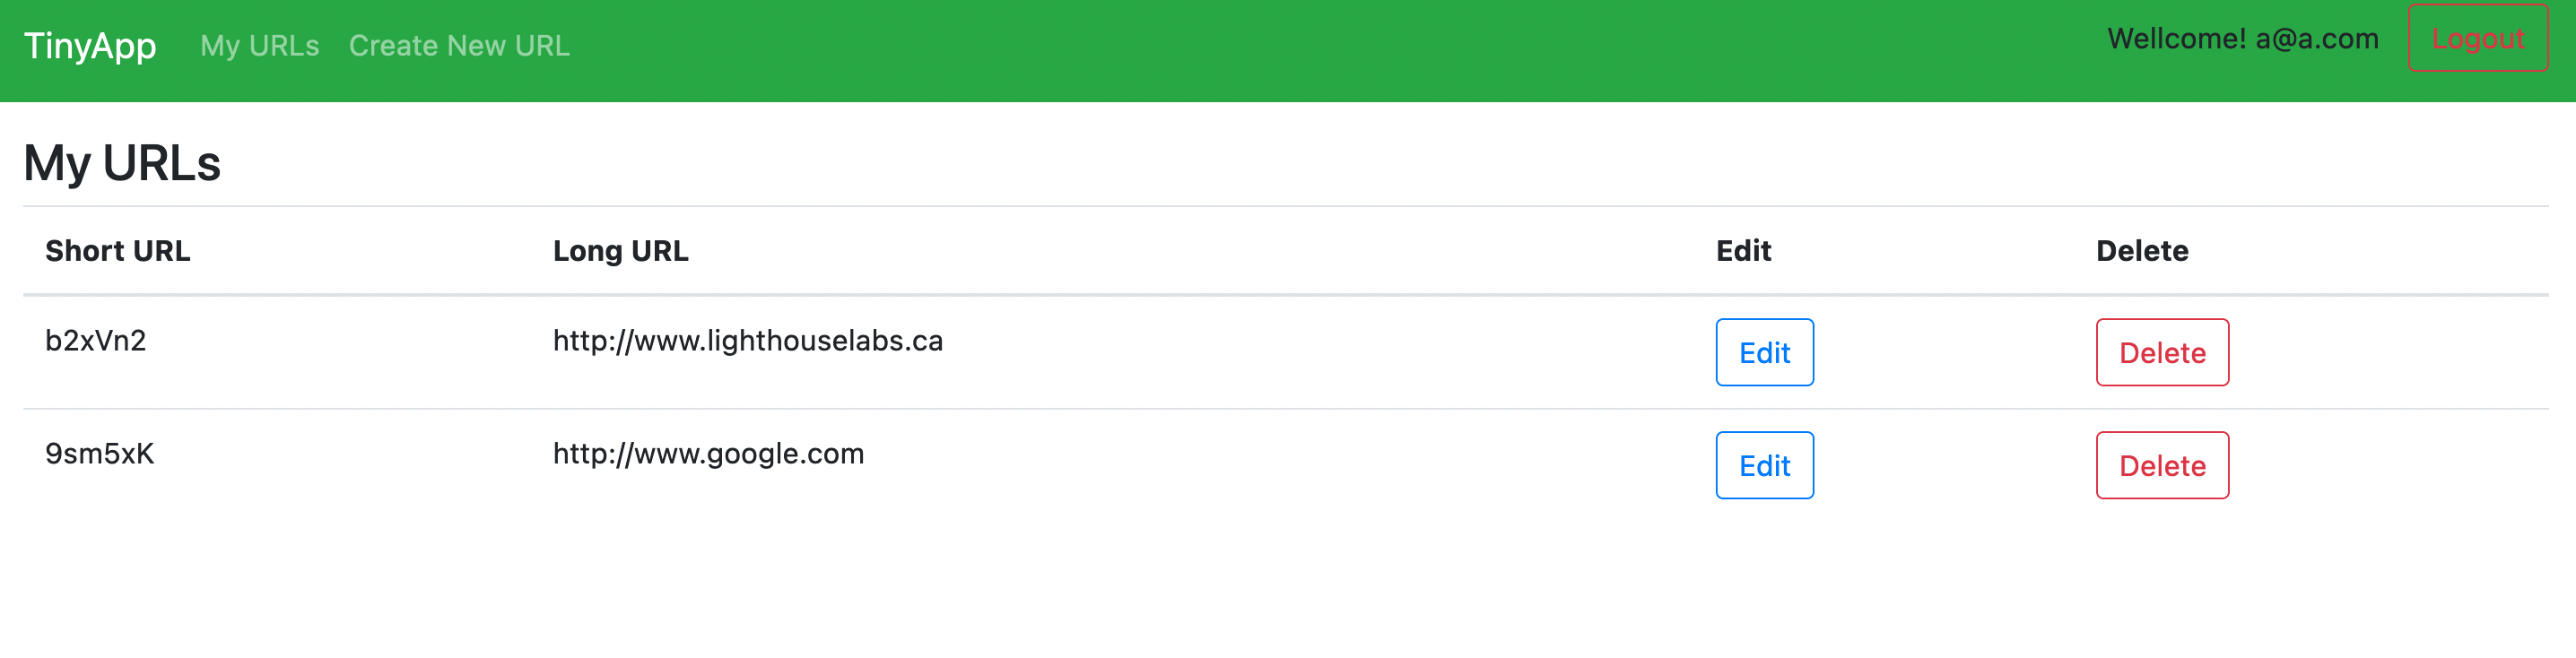 TinyApp My URLs Create New URL Wellcome! a@a.com Logout
My URLs
Short URL Long URL Edit Delete
b2xVn2 http://www.lighthouselabs.ca Edit Delete
9sm5xK http://www.google.com Edit Delete